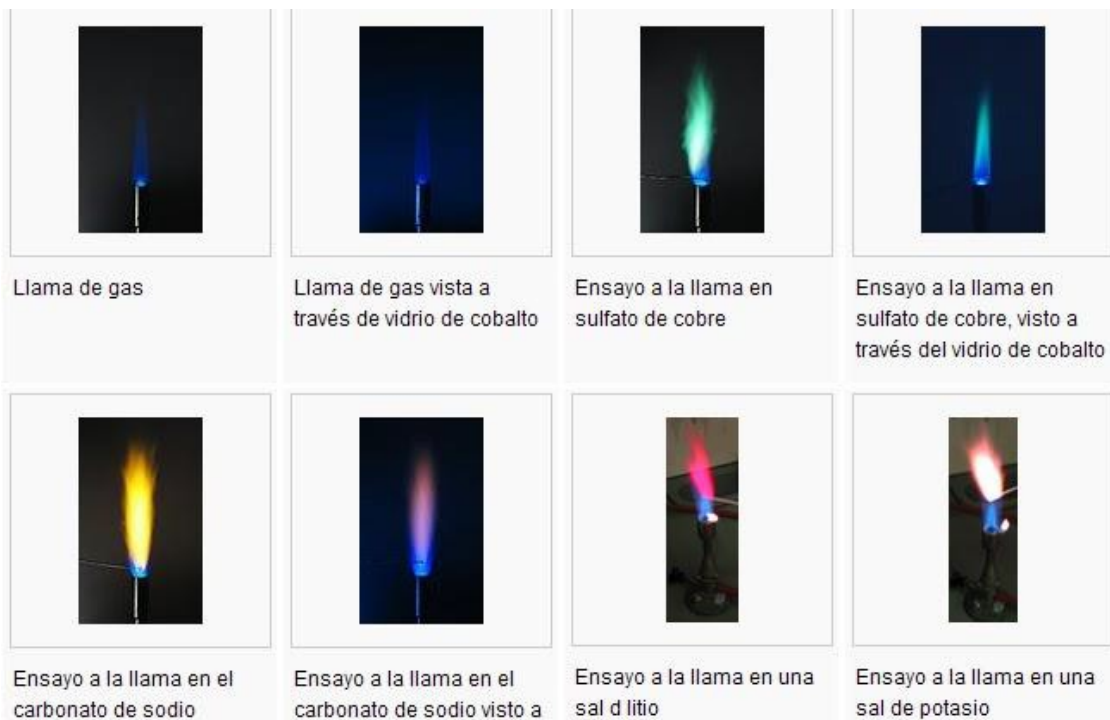 Llama de gas
Llama de gas vista a
través de vidrio de cobalto
Ensayo a la llama en
sulfato de cobre
Ensayo a la llama en
sulfato de cobre, visto a
través del vidrio de cobalto
Ensayo a la llama en el
carbonato de sodio
Ensayo a la llama en el
carbonato de sodio visto a
Ensayo a la llama en una
sal d litio
Ensayo a la llama en una
sal de potasio